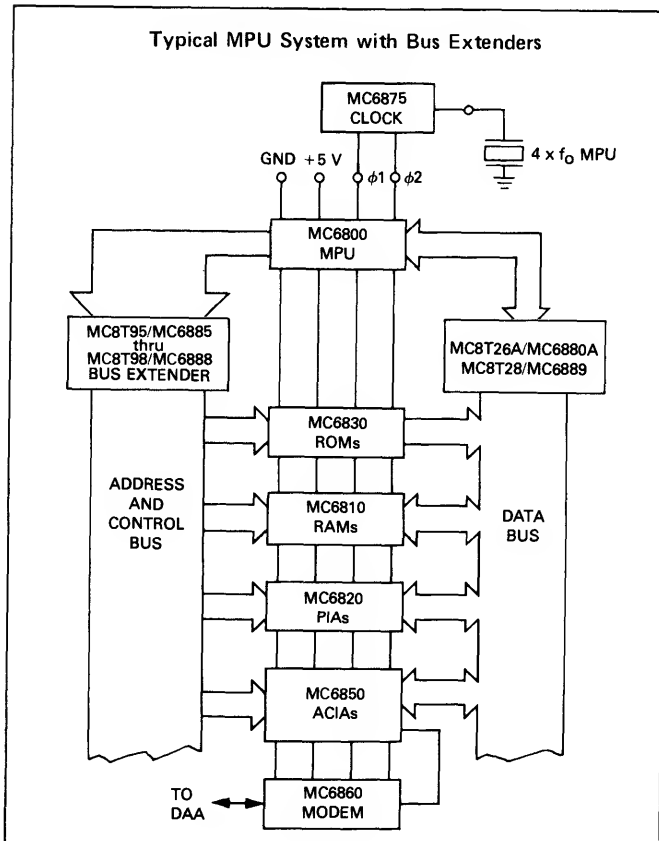 Typical MPU System with Bus Extenders
MC6875
CLOCK
4 x fo MPU
GND +5 V
ϕ1
ϕ2
MC6800
MPU
MC8T95/MC6885
thru
MC8T98/MC6888
BUS EXTENDER
MC8T26A/MC6880A
MC8T28/MC6889
MC6830
ROMs
ADDRESS
AND
CONTROL
BUS
MC6810
RAMs
DATA
BUS
MC6820
PIAs
MC6850
ACIAs
TO
DAA
MC6860
MODEM